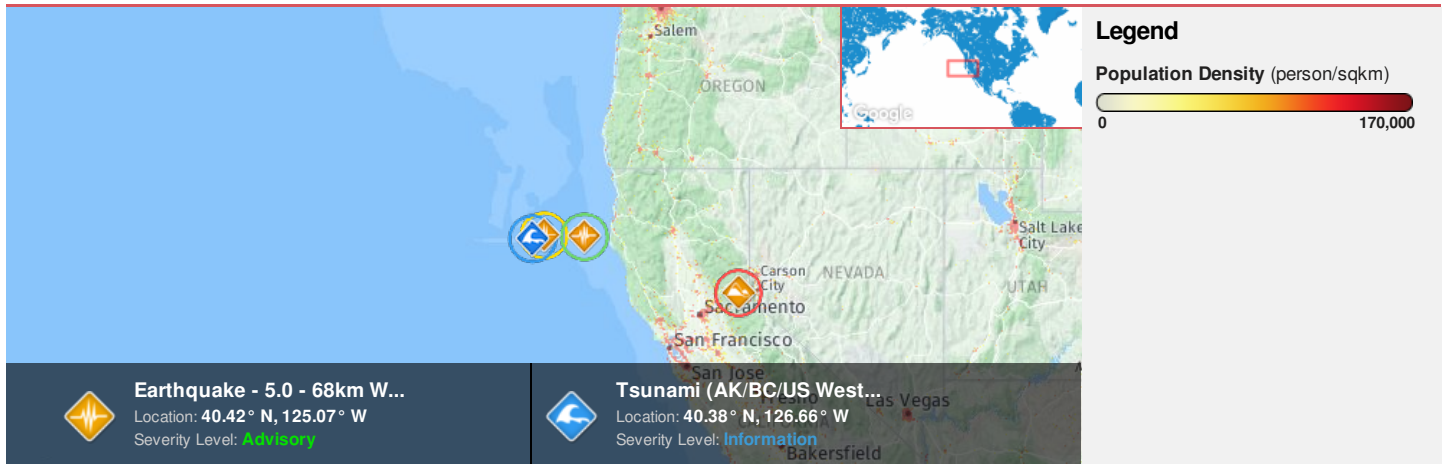 Salem
OREGON
Google
Salt Lake
City
Carson
City
NEVADA
UTAH
Sacramento
San Francisco
San Jose
Fresno
Las Vegas
CALIFORNIA
Bakersfield
Earthquake - 5.0 - 68km W...
Location: 40.42° N, 125.07° W
Severity Level: Advisory
Tsunami (AK/BC/US West...
Location: 40.38° N, 126.66° W
Severity Level: Information
Legend
Population Density (person/sqkm)
0 170,000